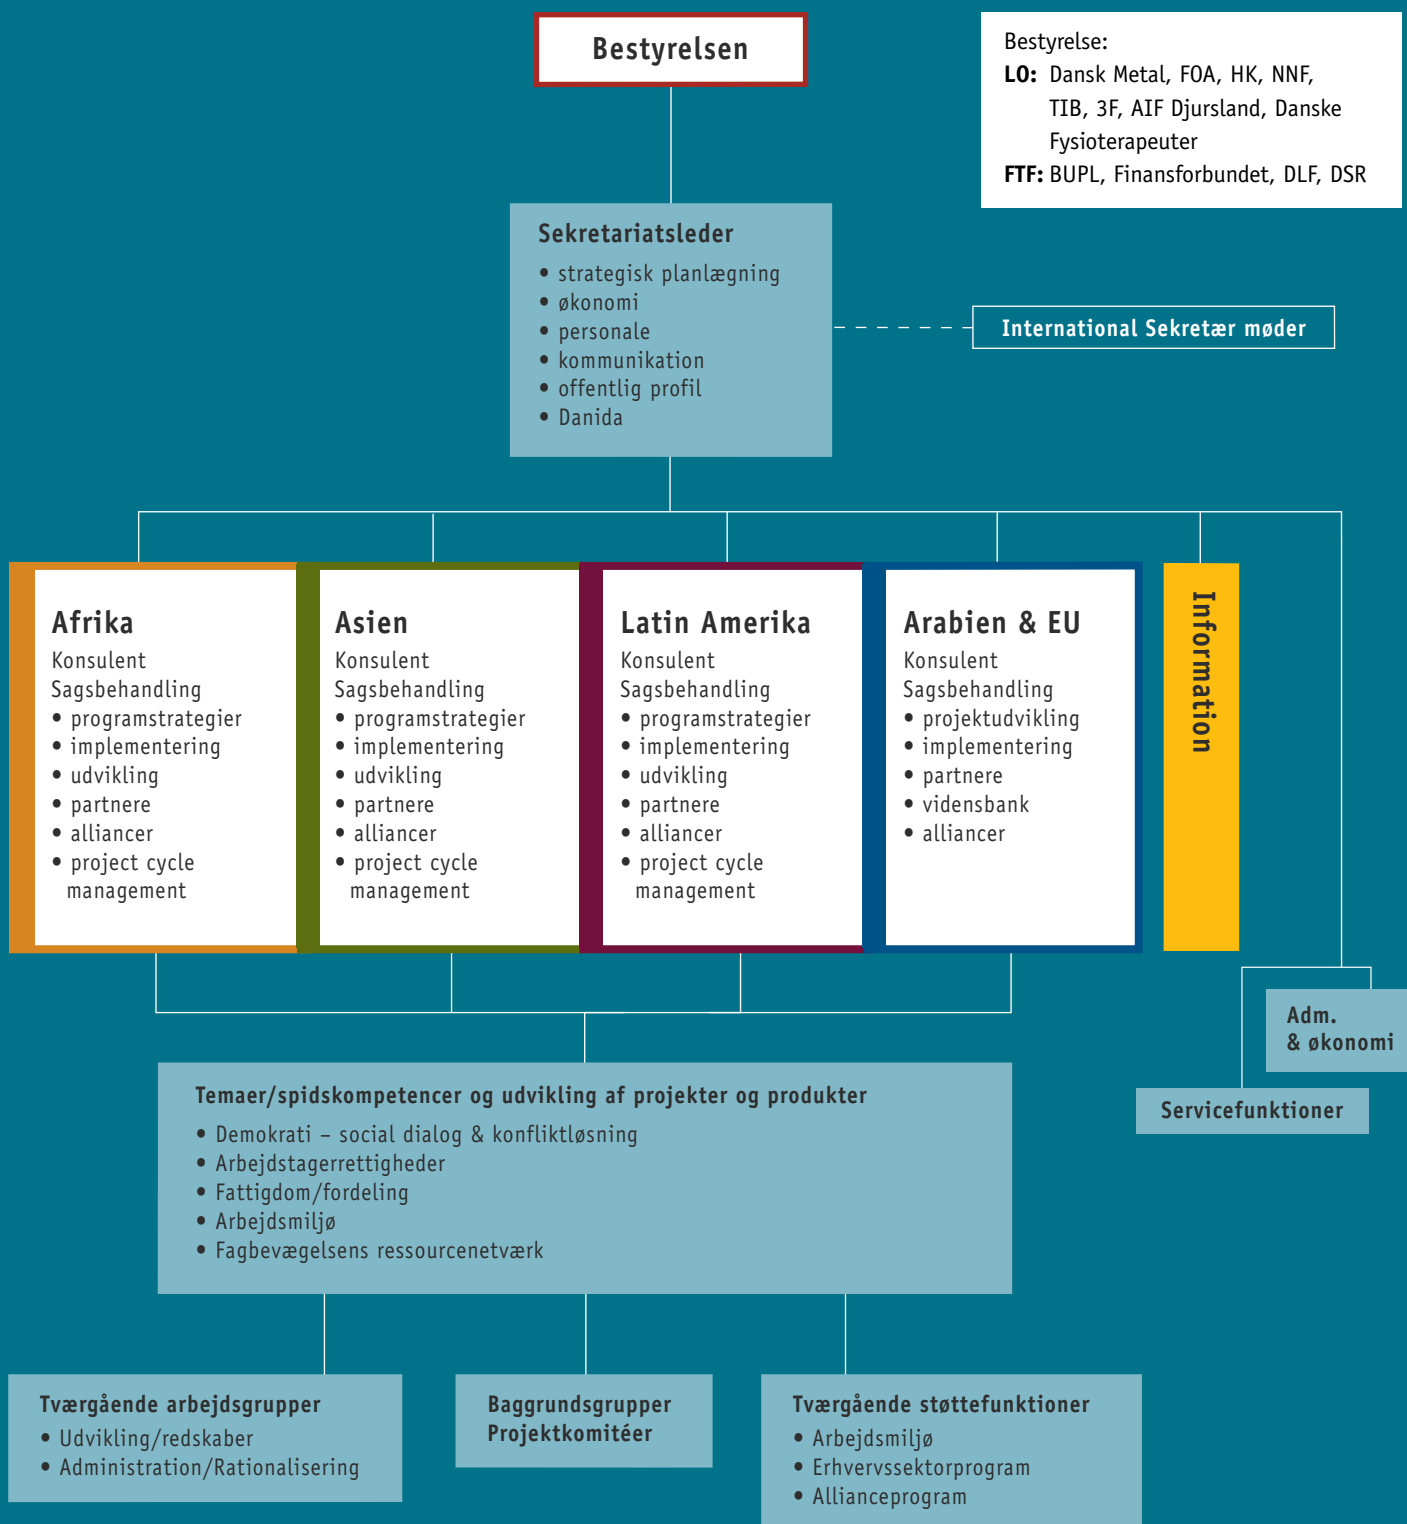 Bestyrelsen
Bestyrelse:
LO: Dansk Metal, FOA, HK, NNF,
TIB, 3F, AIF Djursland, Danske
Fysioterapeuter
FTF: BUPL, Finansforbundet, DLF, DSR
Sekretariatsleder
• strategisk planlægning
• økonomi
• personale
• kommunikation
• offentlig profil
• Danida
International Sekretær møder
Afrika
Konsulent
Sagsbehandling
• programstrategier
• implementering
• udvikling
• partnere
• alliancer
• project cycle
management
Asien
Konsulent
Sagsbehandling
• programstrategier
• implementering
• udvikling
• partnere
• alliancer
• project cycle
management
Latin Amerika
Konsulent
Sagsbehandling
• programstrategier
• implementering
• udvikling
• partnere
• alliancer
• project cycle
management
Arabien & EU
Konsulent
Sagsbehandling
• projektudvikling
• implementering
• partnere
• vidensbank
• alliancer
Information
Adm.
& økonomi
Servicefunktioner
Temaer/spidskompetencer og udvikling af projekter og produkter
• Demokrati – social dialog & konfliktløsning
• Arbejdstagerrettigheder
• Fattigdom/fordeling
• Arbejdsmiljø
• Fagbevægelsens ressourcenetværk
Tværgående arbejdsgrupper
• Udvikling/redskaber
• Administration/Rationalisering
Baggrundsgrupper
Projektkomitéer
Tværgående støttefunktioner
• Arbejdsmiljø
• Erhvervssektorprogram
• Allianceprogram